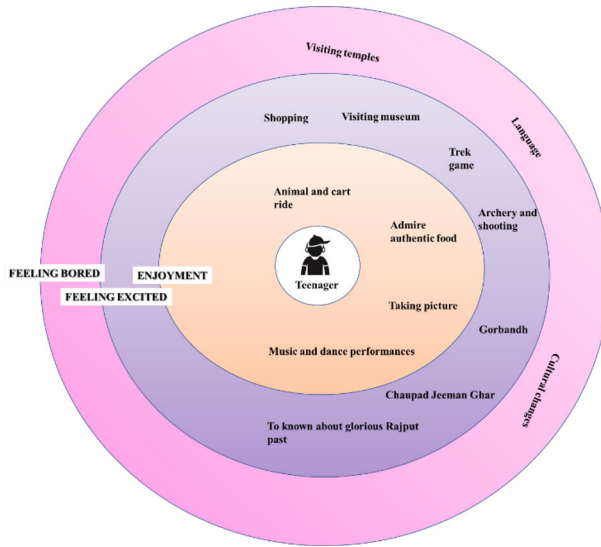 Visiting temples
Language
Shopping
Visiting museum
Trek
game
Animal and cart
ride
Archery and
shooting
Admire
authentic food
FEELING BORED
ENJOYMENT
FEELING EXCITED
Teenager
Taking picture
Gorbandh
Music and dance performances
Cultural changes
Chaupad Jeeman Ghar
To known about glorious Rajput
past